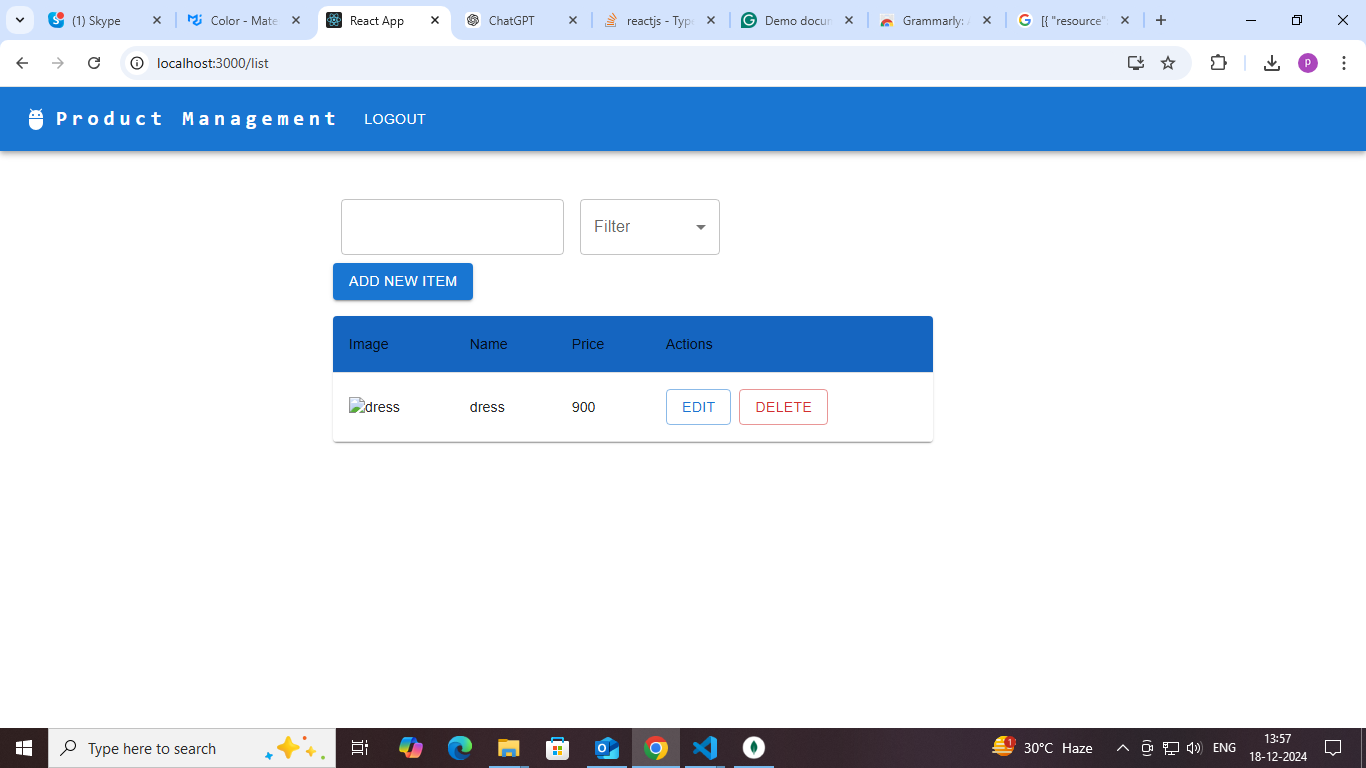 (1) Skype
Color - Mate
React App
ChatGPT
reactjs - Type
Demo docun
Grammarly: A
[{ "resource":
localhost:3000/list
p
Product Management
LOGOUT
Filter
ADD NEW ITEM
Image Name Price Actions
dress dress 900 EDIT DELETE
Type here to search
1
30°C Haze
ENG
13:57
18-12-2024